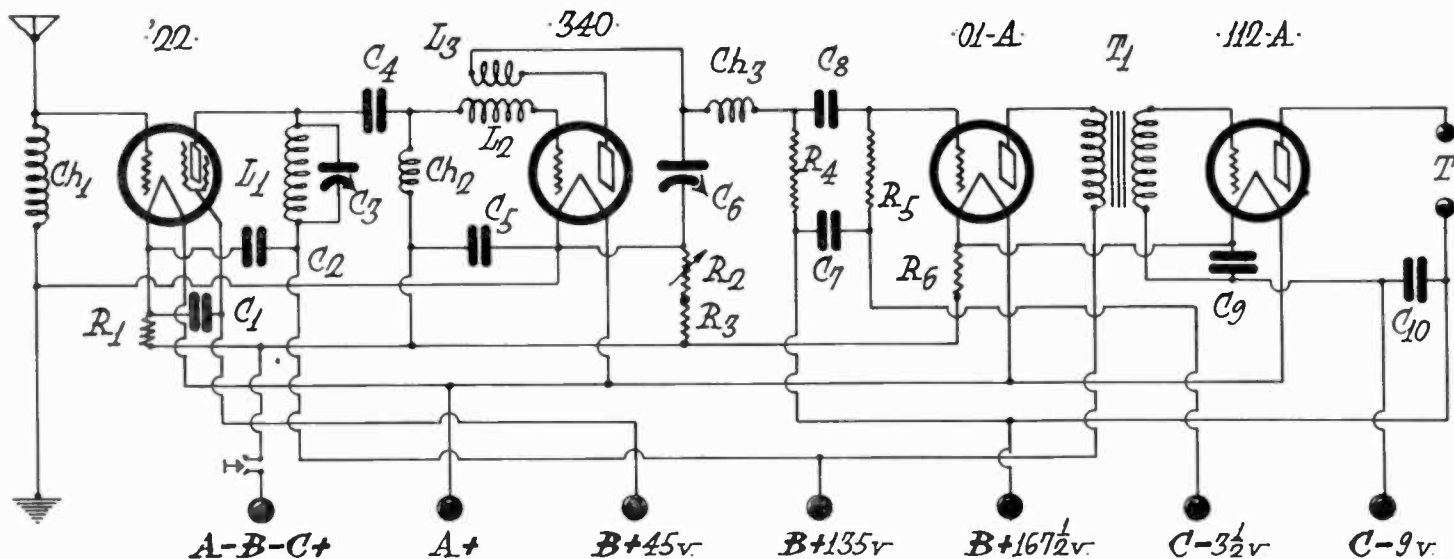 '22· ·340· ·01-A· T1 ·112-A·
L3 C4 Ch3 C8
Ch1 L1 C3 Ch2 L2 C6 R4 R5 T
C5
C2 R2 C7 R6
R1 C1 R3 C9 C10
A-B-C+ A+ B+45v. B+135v B+167½v. C-3½v. C-9v.